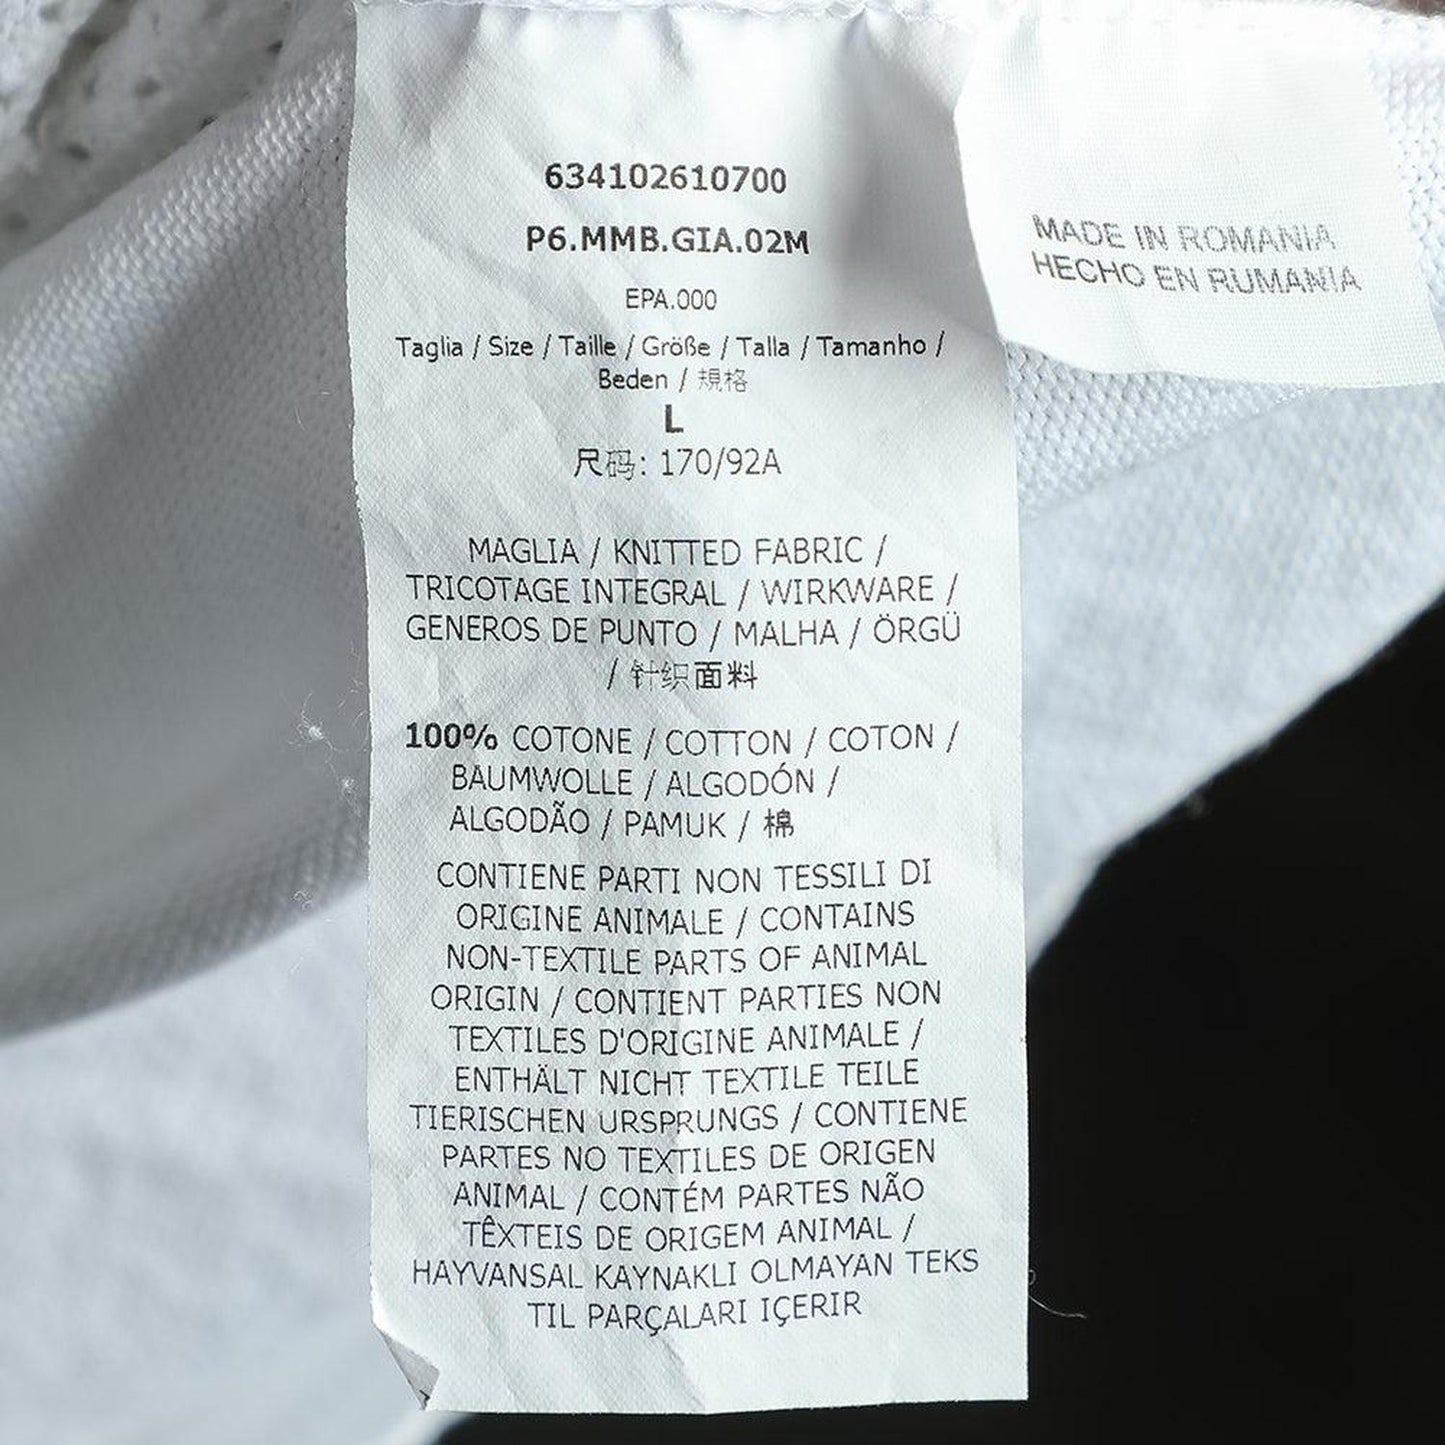 634102610700
P6.MMB.GIA.02M
EPA.000
Taglia / Size / Taille / Größe / Talla / Tamanho /
Beden / 規格
L
尺码: 170/92A
MAGLIA / KNITTED FABRIC /
TRICOTAGE INTEGRAL / WIRKWARE /
GENEROS DE PUNTO / MALHA / ÖRGÜ
/ 针织面料
100% COTONE / COTTON / COTON /
BAUMWOLLE / ALGODÓN /
ALGODÃO / PAMUK / 棉
CONTIENE PARTI NON TESSILI DI
ORIGINE ANIMALE / CONTAINS
NON-TEXTILE PARTS OF ANIMAL
ORIGIN / CONTIENT PARTIES NON
TEXTILES D'ORIGINE ANIMALE /
ENTHÄLT NICHT TEXTILE TEILE
TIERISCHEN URSPRUNGS / CONTIENE
PARTES NO TEXTILES DE ORIGEN
ANIMAL / CONTÉM PARTES NÃO
TÊXTEIS DE ORIGEM ANIMAL /
HAYVANSAL KAYNAKLI OLMAYAN TEKS
TIL PARÇALARI IÇERIR
MADE IN ROMANIA
HECHO EN RUMANIA